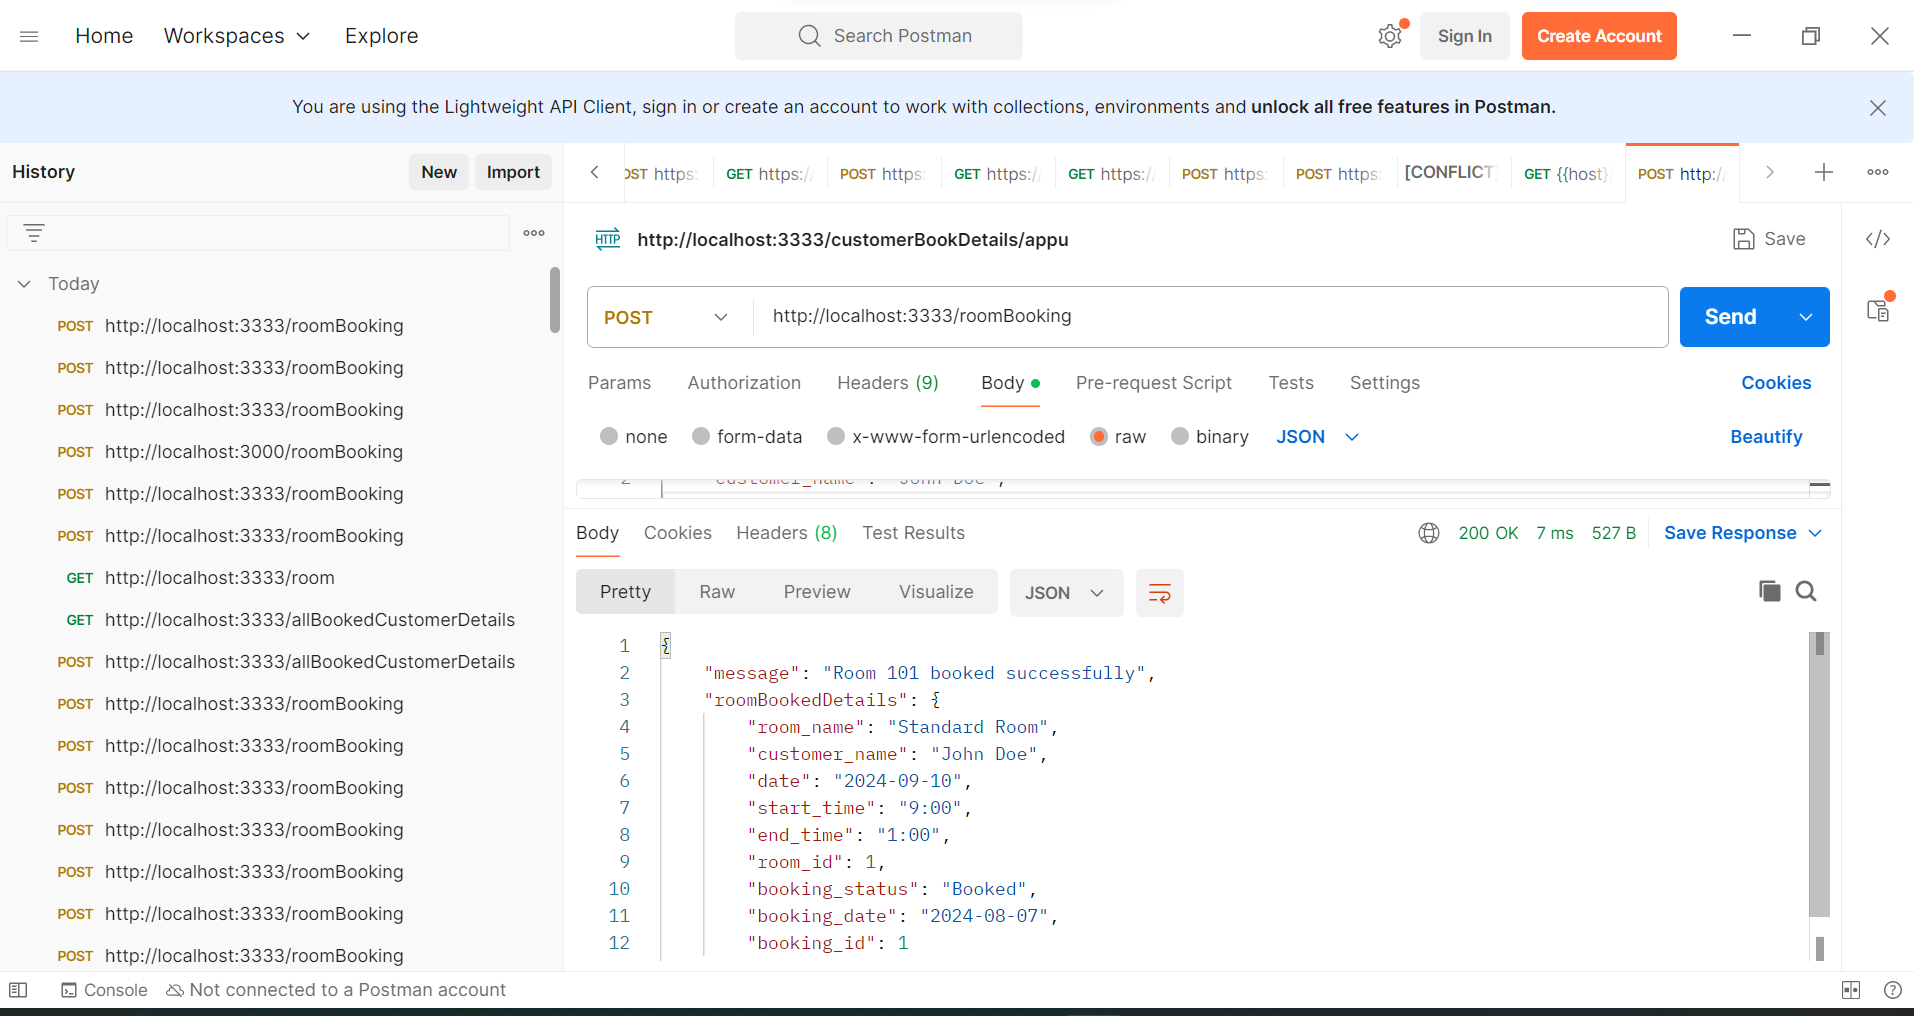 Home Workspaces Explore Search Postman Sign In Create Account
You are using the Lightweight API Client, sign in or create an account to work with collections, environments and unlock all free features in Postman.
History New Import
OST https: GET https:/ POST https: GET https:/ GET https:/ POST https: POST https: [CONFLICT] GET {{host} POST http:/
HTTP http://localhost:3333/customerBookDetails/appu Save
Today
POST http://localhost:3333/roomBooking
POST http://localhost:3333/roomBooking
POST http://localhost:3333/roomBooking
POST http://localhost:3000/roomBooking
POST http://localhost:3333/roomBooking
POST http://localhost:3333/roomBooking
GET http://localhost:3333/room
GET http://localhost:3333/allBookedCustomerDetails
POST http://localhost:3333/allBookedCustomerDetails
POST http://localhost:3333/roomBooking
POST http://localhost:3333/roomBooking
POST http://localhost:3333/roomBooking
POST http://localhost:3333/roomBooking
POST http://localhost:3333/roomBooking
POST http://localhost:3333/roomBooking
POST http://localhost:3333/roomBooking
POST http://localhost:3333/roomBooking Send
Params Authorization Headers (9) Body Pre-request Script Tests Settings Cookies
none form-data x-www-form-urlencoded raw binary JSON Beautify
2 "customer_name": "John Doe",
Body Cookies Headers (8) Test Results 200 OK 7 ms 527 B Save Response
Pretty Raw Preview Visualize JSON
1 {
2 "message": "Room 101 booked successfully",
3 "roomBookedDetails": {
4 "room_name": "Standard Room",
5 "customer_name": "John Doe",
6 "date": "2024-09-10",
7 "start_time": "9:00",
8 "end_time": "1:00",
9 "room_id": 1,
10 "booking_status": "Booked",
11 "booking_date": "2024-08-07",
12 "booking_id": 1
Console Not connected to a Postman account